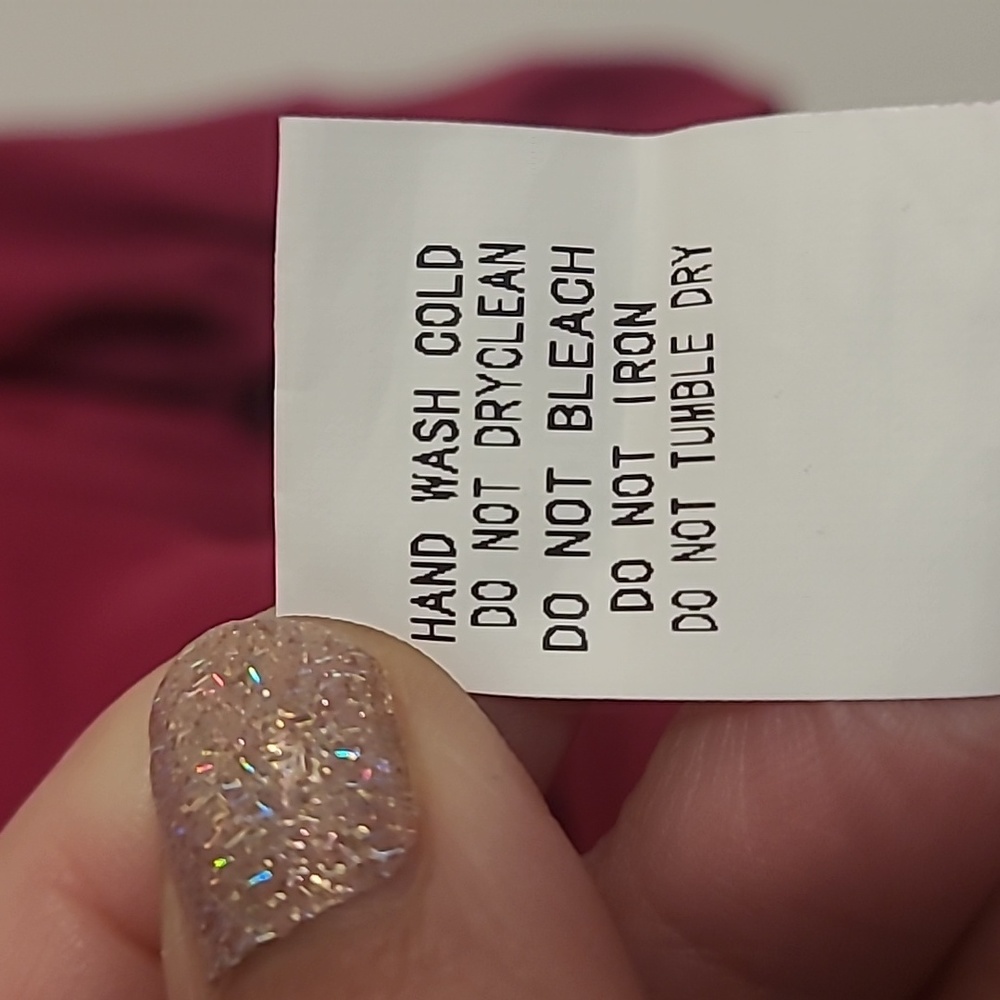 HAND WASH COLD
DO NOT DRYCLEAN
DO NOT BLEACH
DO NOT IRON
DO NOT TUMBLE DRY